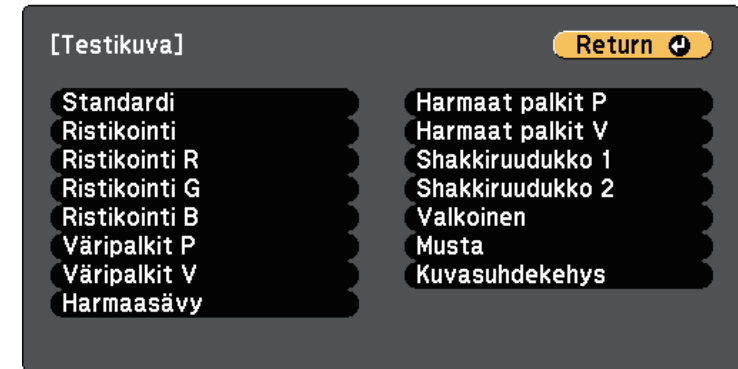 [Testikuva]
Return
Standardi
Ristikointi
Ristikointi R
Ristikointi G
Ristikointi B
Väripalkit P
Väripalkit V
Harmaasävy
Harmaat palkit P
Harmaat palkit V
Shakkiruudukko 1
Shakkiruudukko 2
Valkoinen
Musta
Kuvasuhdekehys